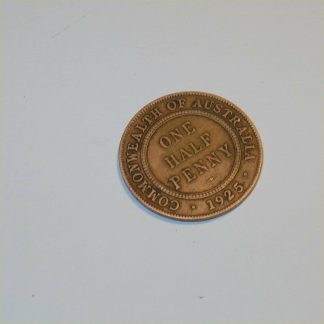 COMMONWEALTH OF AUSTRALIA
ONE
HALF
PENNY
1925